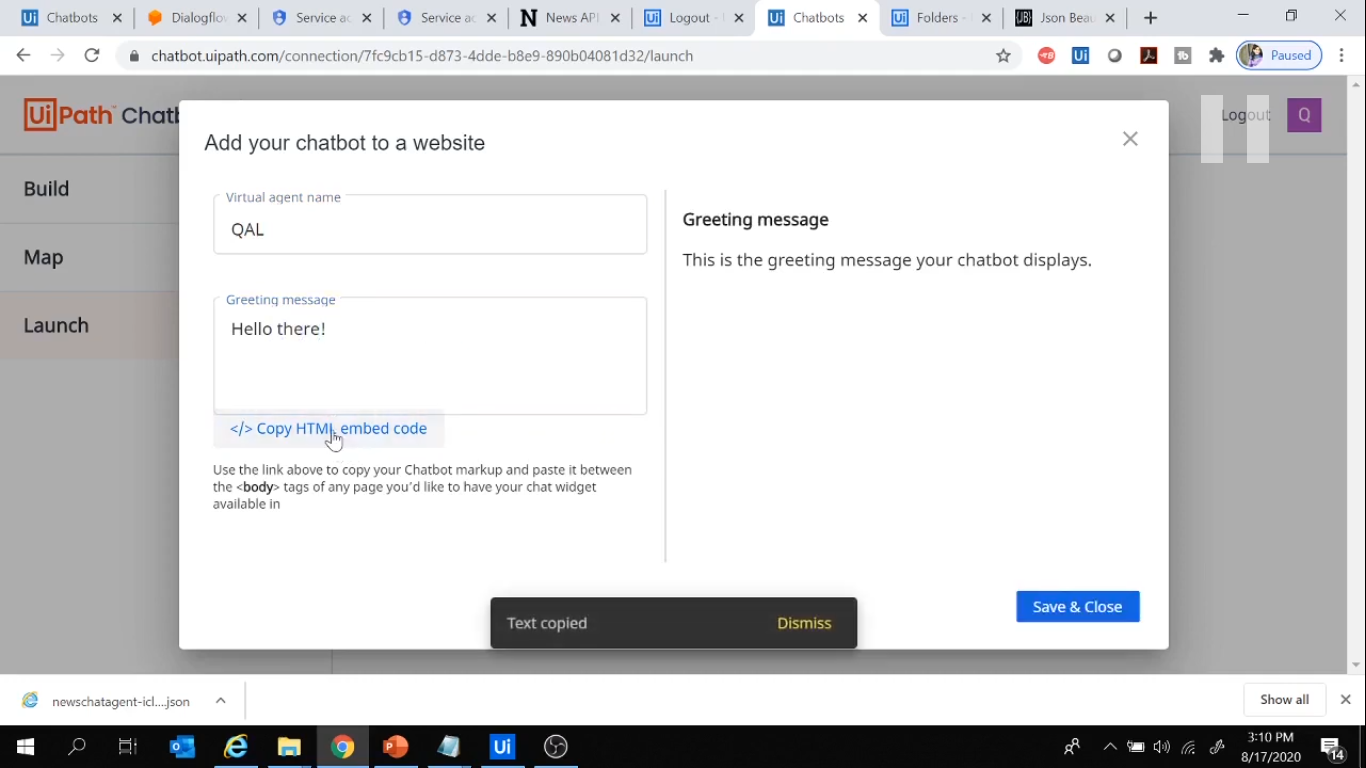 Chatbots
Dialogflow
Service ac
Service ac
News API
Logout -
Chatbots
Folders -
Json Beau
chatbot.uipath.com/connection/7fc9cb15-d873-4dde-b8e9-890b04081d32/launch
Paused
UiPath™ Chatb
Logout
Q
Build
Map
Launch
Add your chatbot to a website
Virtual agent name
QAL
Greeting message
Hello there!
</> Copy HTML embed code
Use the link above to copy your Chatbot markup and paste it between
the <body> tags of any page you'd like to have your chat widget
available in
Greeting message
This is the greeting message your chatbot displays.
Save & Close
Text copied
Dismiss
newschatagent-icl....json
Show all
Ui
3:10 PM
8/17/2020
14